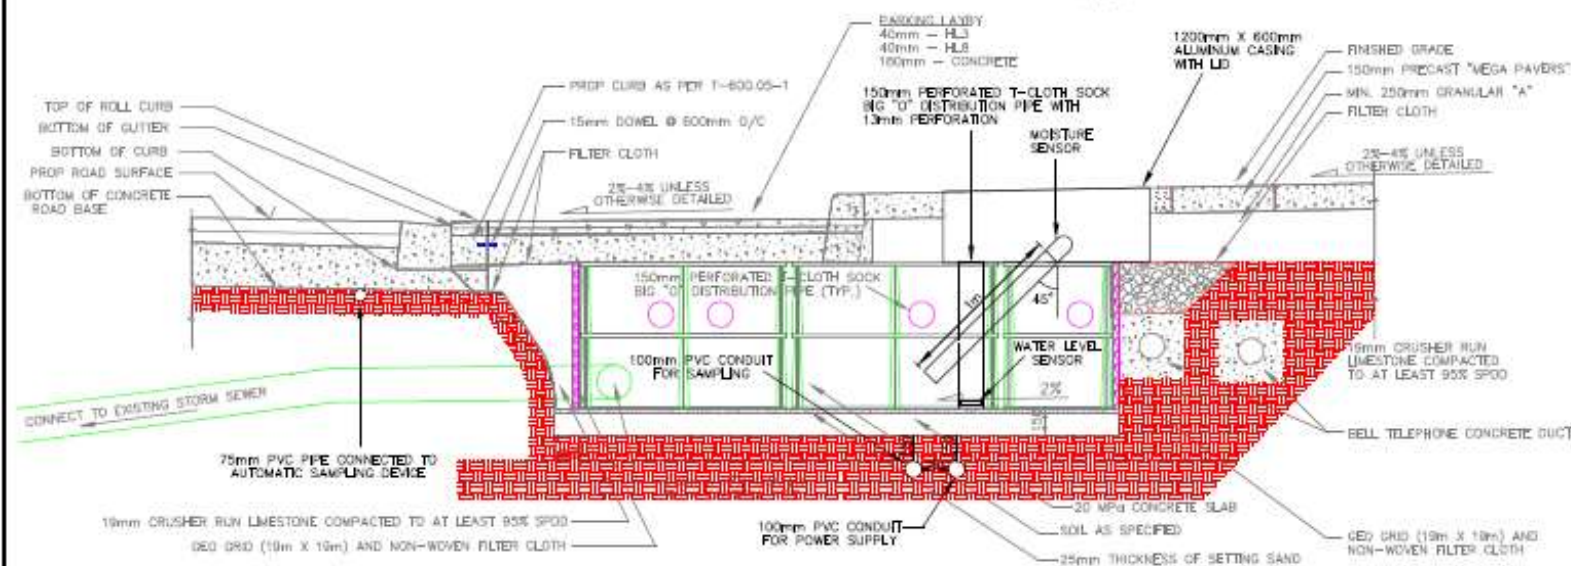 PARKING LAYBY
40mm – HL3
40mm – HL8
160mm – CONCRETE
1200mm X 600mm
ALUMINUM CASING
WITH LID
FINISHED GRADE
150mm PRECAST "MEGA PAVERS"
MIN. 250mm GRANULAR "A"
FILTER CLOTH
2%-4% UNLESS
OTHERWISE DETAILED
PROP CURB AS PER T-600.05-1
15mm DOWEL @ 600mm O/C
FILTER CLOTH
150mm PERFORATED T-CLOTH SOCK
BIG "O" DISTRIBUTION PIPE WITH
13mm PERFORATION
MOISTURE
SENSOR
TOP OF ROLL CURB
BOTTOM OF GUTTER
BOTTOM OF CURB
PROP ROAD SURFACE
BOTTOM OF CONCRETE
ROAD BASE
2%-4% UNLESS
OTHERWISE DETAILED
150mm PERFORATED T-CLOTH SOCK
BIG "O" DISTRIBUTION PIPE (TYP.)
1m
45°
WATER LEVEL
SENSOR
100mm PVC CONDUIT
FOR SAMPLING
2%
19mm CRUSHER RUN
LIMESTONE COMPACTED
TO AT LEAST 95% SPDD
CONNECT TO EXISTING STORM SEWER
BELL TELEPHONE CONCRETE DUCT
75mm PVC PIPE CONNECTED TO
AUTOMATIC SAMPLING DEVICE
19mm CRUSHER RUN LIMESTONE COMPACTED TO AT LEAST 95% SPDD
GEO GRID (19m X 19m) AND NON-WOVEN FILTER CLOTH
100mm PVC CONDUIT
FOR POWER SUPPLY
20 MPa CONCRETE SLAB
SOIL AS SPECIFIED
25mm THICKNESS OF SETTING SAND
GEO GRID (19m X 19m) AND
NON-WOVEN FILTER CLOTH